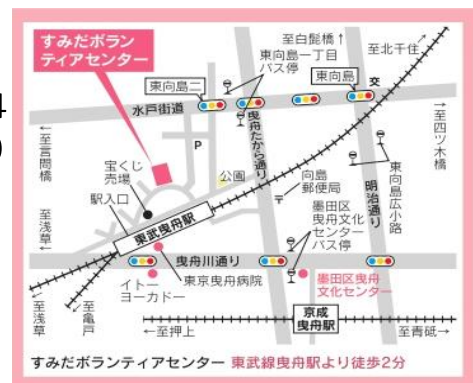 すみだボラン
ティアセンター
至白髭橋↑
至北千住
東向島一丁目
バス停
東向島二
東向島
交
水戸街道
至四ツ木橋
至言問橋
P
曳舟たから通り
宝くじ
売場
公園
向島
郵便局
明治通り
東向島広小路
駅入口
墨田区
曳舟文化
センター
バス停
至浅草
東武曳舟駅
曳舟川通り
イトー
ヨーカドー
東京曳舟病院
墨田区曳舟
文化センター
至浅草
至亀戸
京成
曳舟駅
←至押上
至青砥→
すみだボランティアセンター 東武線曳舟駅より徒歩2分